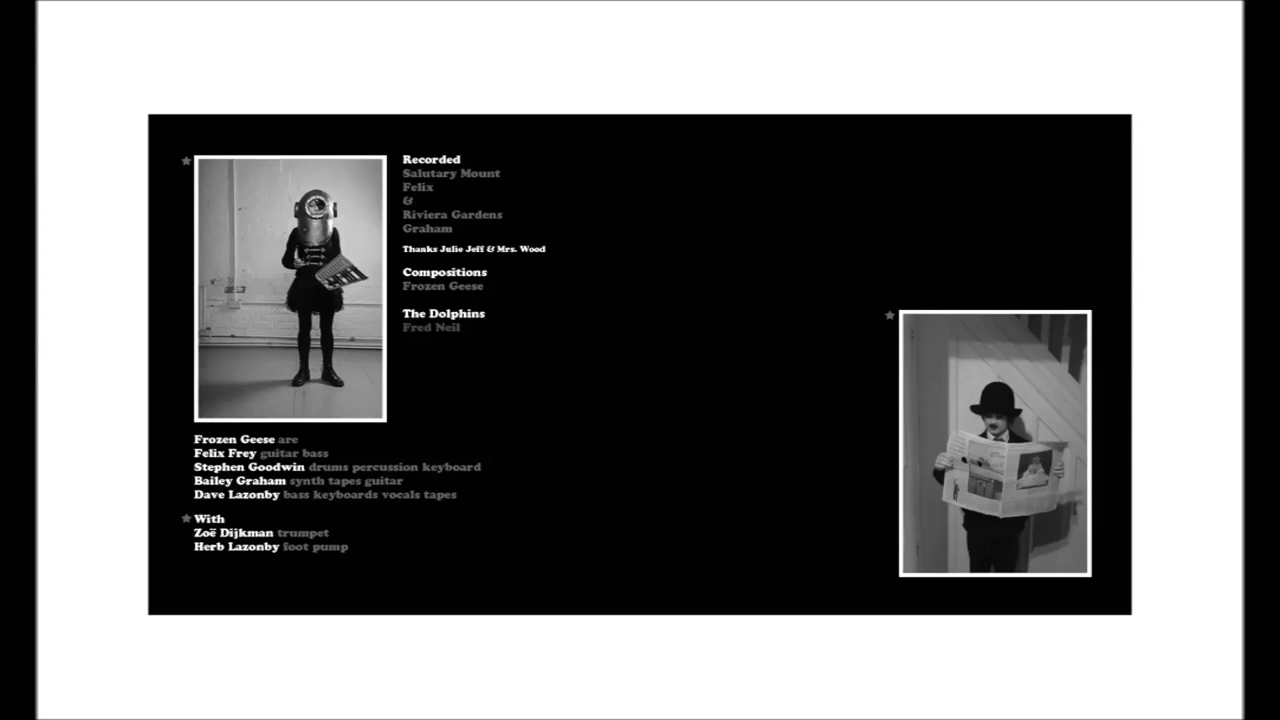 Recorded
Salutary Mount
Felix
&
Riviera Gardens
Graham
Thanks Julie Jeff & Mrs. Wood
Compositions
Frozen Geese
The Dolphins
Fred Neil
Frozen Geese are
Felix Frey guitar bass
Stephen Goodwin drums percussion keyboard
Bailey Graham synth tapes guitar
Dave Lazonby bass keyboards vocals tapes
With
Zoë Dijkman trumpet
Herb Lazonby foot pump